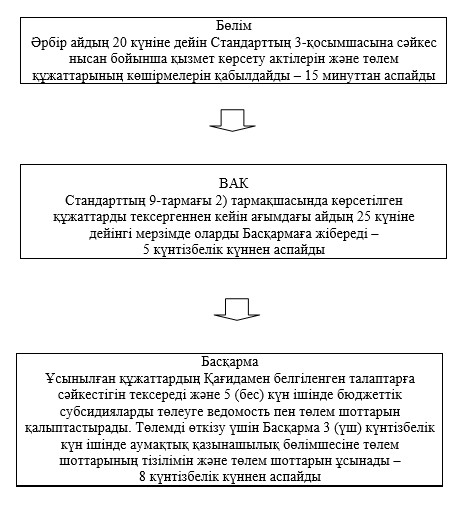 Бөлім
Әрбір айдың 20 күніне дейін Стандарттың 3-қосымшасына сәйкес
нысан бойынша қызмет көрсету актілерін және төлем
құжаттарының көшірмелерін қабылдайды – 15 минуттан аспайды
ВАК
Стандарттың 9-тармағы 2) тармақшасында көрсетілген
құжаттарды тексергеннен кейін ағымдағы айдың 25 күніне
дейінгі мерзімде оларды Басқармаға жібереді –
5 күнтізбелік күннен аспайды
Басқарма
Ұсынылған құжаттардың Қағидамен белгіленген талаптарға
сәйкестігін тексереді және 5 (бес) күн ішінде бюджеттік
субсидияларды төлеуге ведомость пен төлем шоттарын
қалыптастырады. Төлемді өткізу үшін Басқарма 3 (үш) күнтізбелік
күн ішінде аумақтық қазынашылық бөлімшесіне төлем
шоттарының тізілімін және төлем шоттарын ұсынады –
8 күнтізбелік күннен аспайды